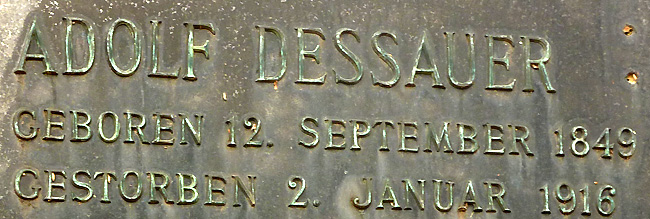 ADOLF DESSAUER
GEBOREN 12. SEPTEMBER 1849
GESTORBEN 2. JANUAR 1916